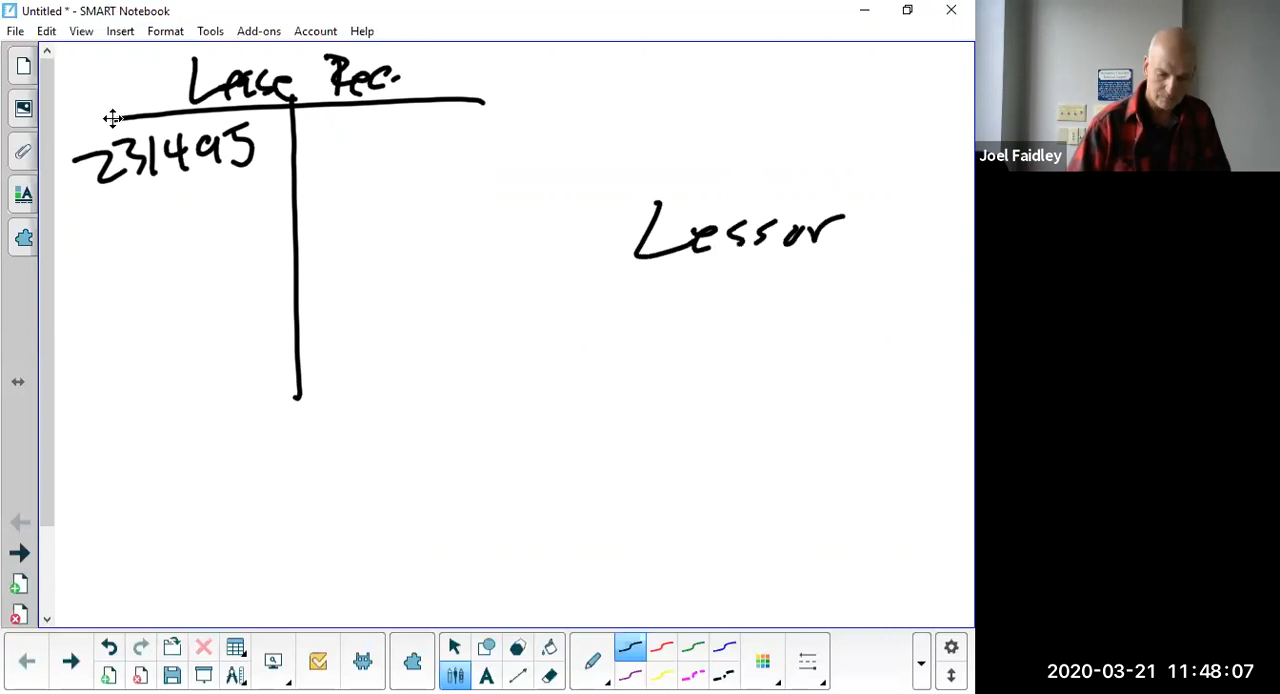 Untitled * - SMART Notebook
File Edit View Insert Format Tools Add-ons Account Help
Lease Rec.
231495
Lessor
Joel Faidley
2020-03-21 11:48:07